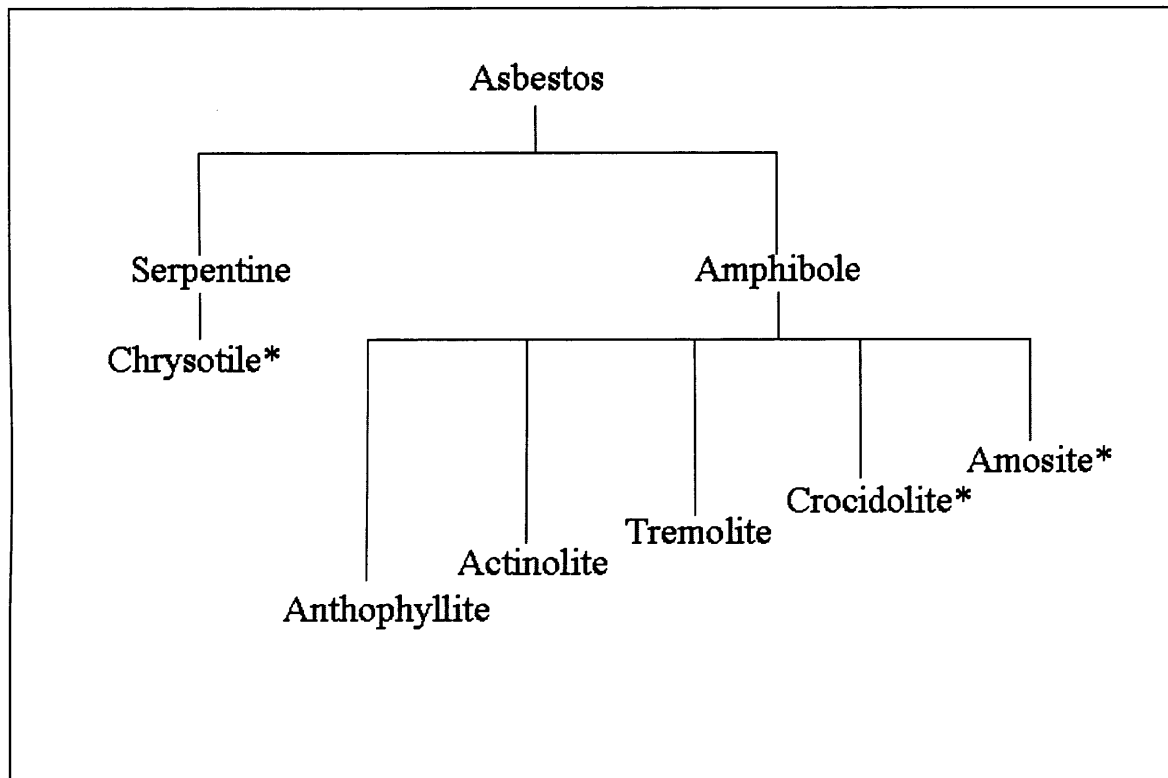 Asbestos
Serpentine
Amphibole
Chrysotile*
Amosite*
Crocidolite*
Tremolite
Actinolite
Anthophyllite